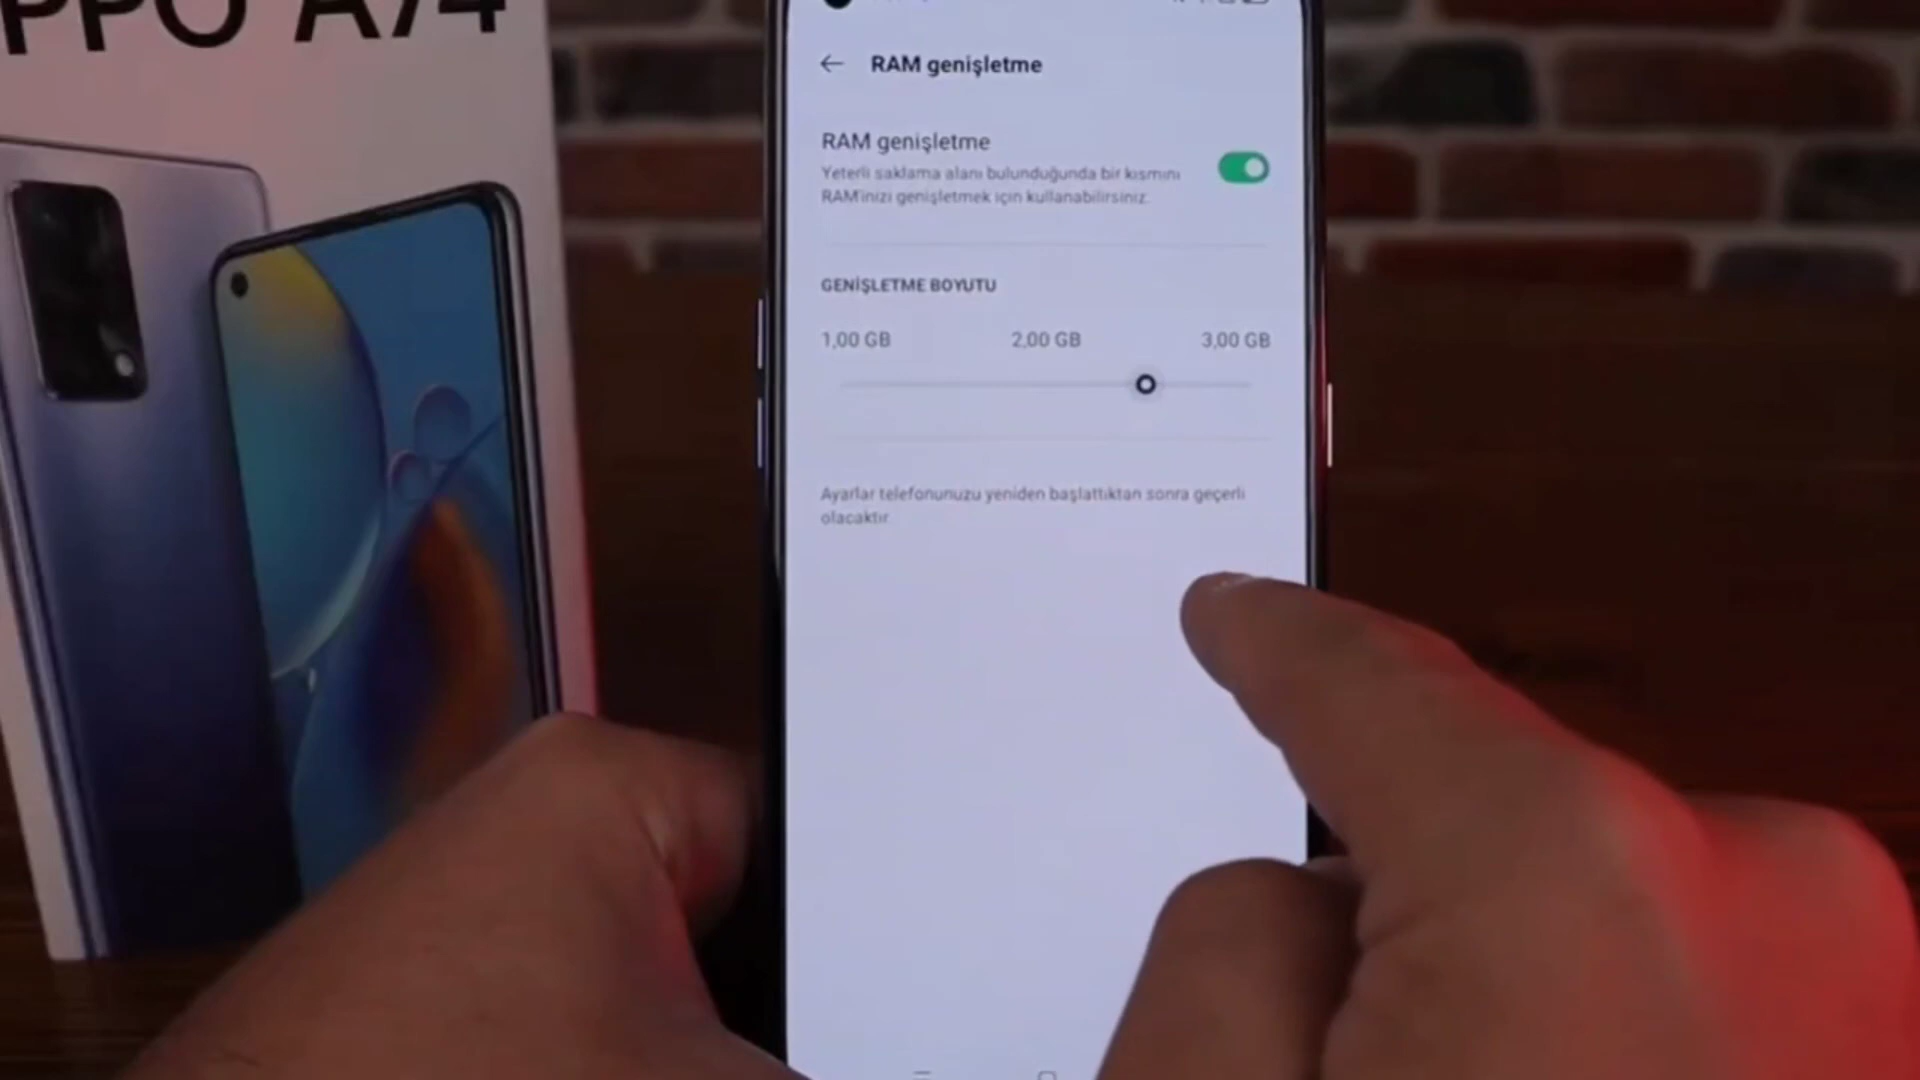 OPPO A74
RAM genişletme
RAM genişletme
Yeterli saklama alanı bulunduğunda bir kısmını
RAM'inizi genişletmek için kullanabilirsiniz.
GENİŞLETME BOYUTU
1,00 GB 2,00 GB 3,00 GB
Ayarlar telefonunuzu yeniden başlattıktan sonra geçerli
olacaktır.